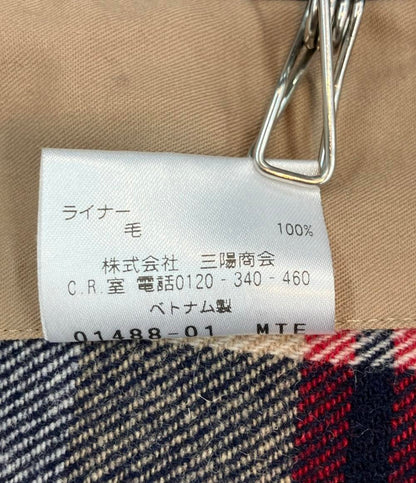 ライナー
毛 100%
株式会社 三陽商会
C.R.室 電話0120-340-460
ベトナム製
01488-01 MTE